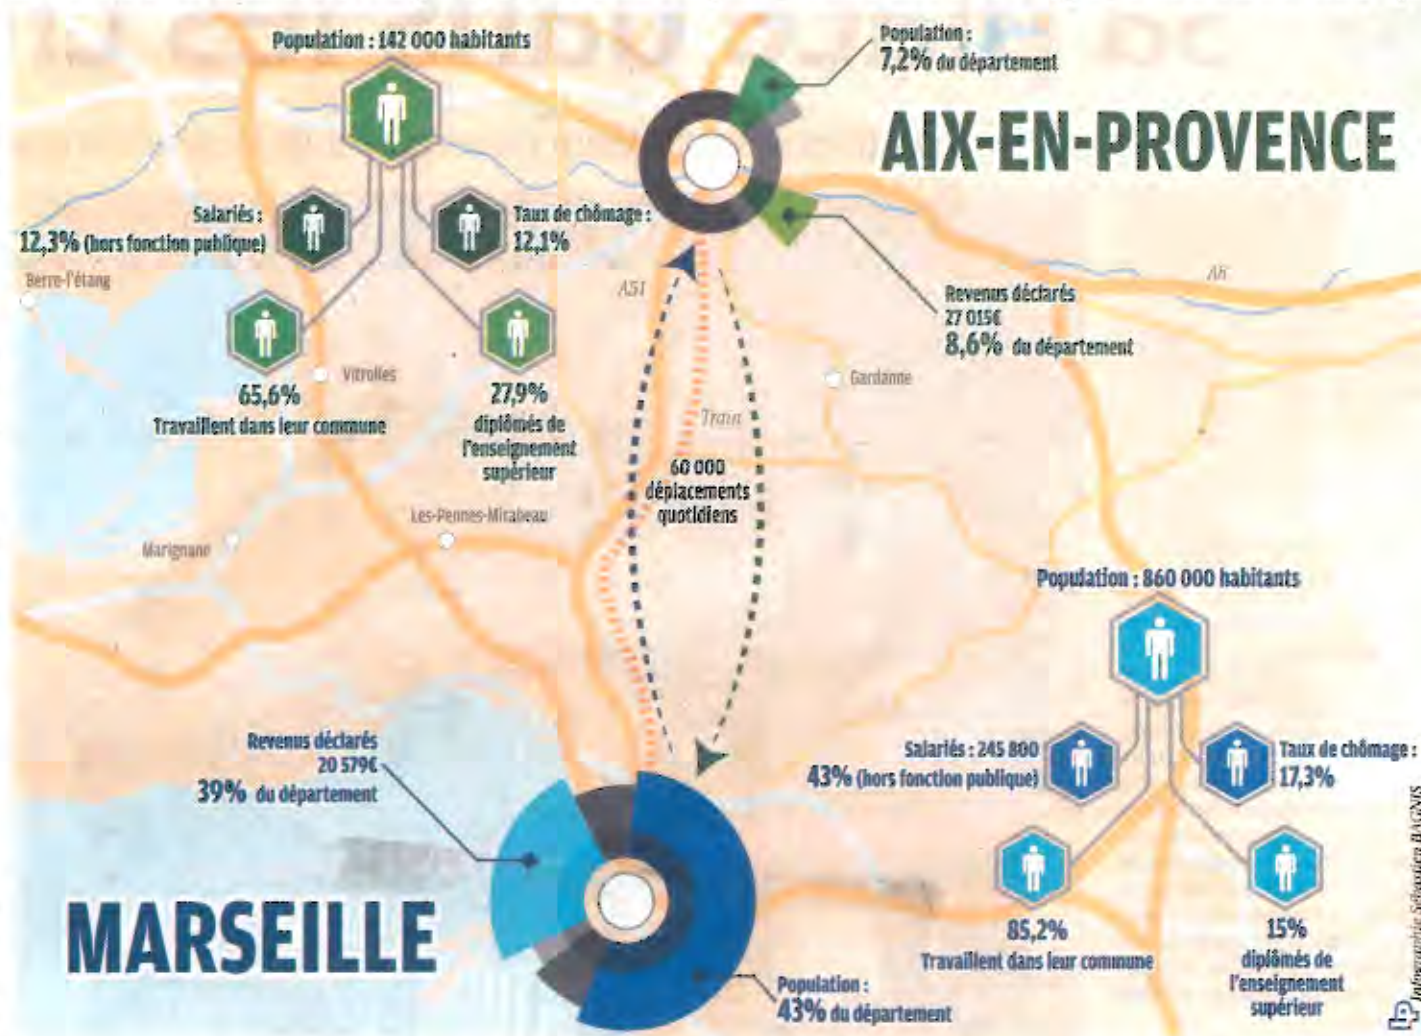 Population : 142 000 habitants
Population :
7,2% du département
AIX-EN-PROVENCE
Salariés :
12,3% (hors fonction publique)
Taux de chômage :
12,1%
Berre-l'étang
A51
A8
Revenus déclarés
27 015€
8,6% du département
Vitrolles
Gardanne
65,6%
Travaillent dans leur commune
27,9%
diplômés de
l'enseignement
supérieur
Train
60 000
déplacements
quotidiens
Les-Pennes-Mirabeau
Marignane
Population : 860 000 habitants
Revenus déclarés
20 579€
39% du département
Salariés : 245 800
43% (hors fonction publique)
Taux de chômage :
17,3%
MARSEILLE
85,2%
Travaillent dans leur commune
15%
diplômés de
l'enseignement
supérieur
Population :
43% du département
Infographie Sébastien BAGNIS